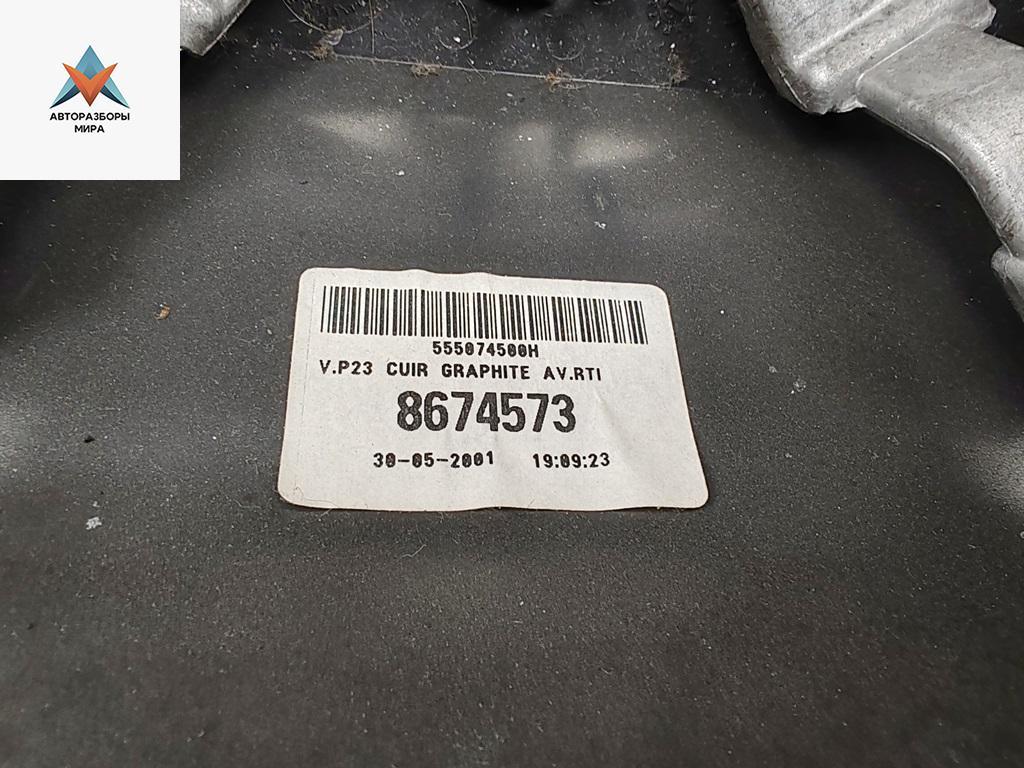 АВТОРАЗБОРЫ
МИРА
555074500H
V.P23 CUIR GRAPHITE AV.RTI
8674573
30-05-2001 19:09:23